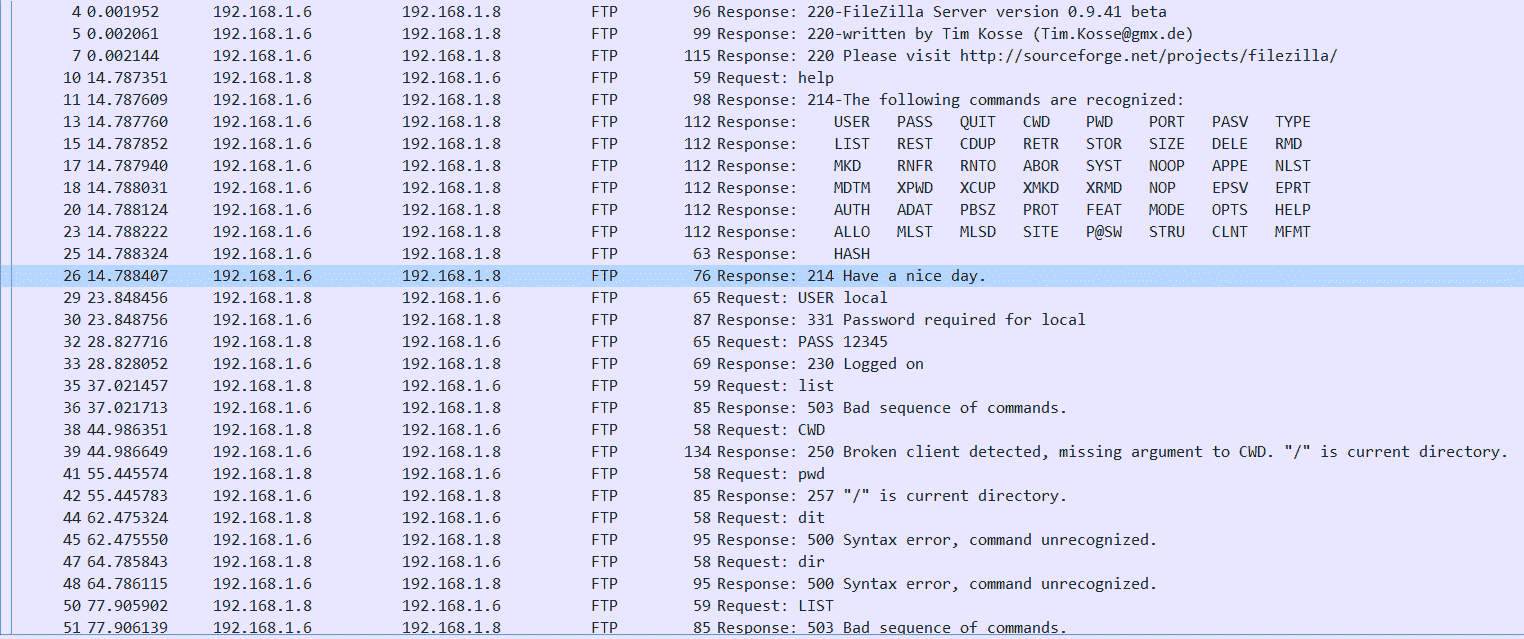 4 0.001952 192.168.1.6 192.168.1.8 FTP 96 Response: 220-FileZilla Server version 0.9.41 beta
5 0.002061 192.168.1.6 192.168.1.8 FTP 99 Response: 220-written by Tim Kosse (Tim.Kosse@gmx.de)
7 0.002144 192.168.1.6 192.168.1.8 FTP 115 Response: 220 Please visit http://sourceforge.net/projects/filezilla/
10 14.787351 192.168.1.8 192.168.1.6 FTP 59 Request: help
11 14.787609 192.168.1.6 192.168.1.8 FTP 98 Response: 214-The following commands are recognized:
13 14.787760 192.168.1.6 192.168.1.8 FTP 112 Response: USER PASS QUIT CWD PWD PORT PASV TYPE
15 14.787852 192.168.1.6 192.168.1.8 FTP 112 Response: LIST REST CDUP RETR STOR SIZE DELE RMD
17 14.787940 192.168.1.6 192.168.1.8 FTP 112 Response: MKD RNFR RNTO ABOR SYST NOOP APPE NLST
18 14.788031 192.168.1.6 192.168.1.8 FTP 112 Response: MDTM XPWD XCUP XMKD XRMD NOP EPSV EPRT
20 14.788124 192.168.1.6 192.168.1.8 FTP 112 Response: AUTH ADAT PBSZ PROT FEAT MODE OPTS HELP
23 14.788222 192.168.1.6 192.168.1.8 FTP 112 Response: ALLO MLST MLSD SITE P@SW STRU CLNT MFMT
25 14.788324 192.168.1.6 192.168.1.8 FTP 63 Response: HASH
26 14.788407 192.168.1.6 192.168.1.8 FTP 76 Response: 214 Have a nice day.
29 23.848456 192.168.1.8 192.168.1.6 FTP 65 Request: USER local
30 23.848756 192.168.1.6 192.168.1.8 FTP 87 Response: 331 Password required for local
32 28.827716 192.168.1.8 192.168.1.6 FTP 65 Request: PASS 12345
33 28.828052 192.168.1.6 192.168.1.8 FTP 69 Response: 230 Logged on
35 37.021457 192.168.1.8 192.168.1.6 FTP 59 Request: list
36 37.021713 192.168.1.6 192.168.1.8 FTP 85 Response: 503 Bad sequence of commands.
38 44.986351 192.168.1.8 192.168.1.6 FTP 58 Request: CWD
39 44.986649 192.168.1.6 192.168.1.8 FTP 134 Response: 250 Broken client detected, missing argument to CWD. "/" is current directory.
41 55.445574 192.168.1.8 192.168.1.6 FTP 58 Request: pwd
42 55.445783 192.168.1.6 192.168.1.8 FTP 85 Response: 257 "/" is current directory.
44 62.475324 192.168.1.8 192.168.1.6 FTP 58 Request: dit
45 62.475550 192.168.1.6 192.168.1.8 FTP 95 Response: 500 Syntax error, command unrecognized.
47 64.785843 192.168.1.8 192.168.1.6 FTP 58 Request: dir
48 64.786115 192.168.1.6 192.168.1.8 FTP 95 Response: 500 Syntax error, command unrecognized.
50 77.905902 192.168.1.8 192.168.1.6 FTP 59 Request: LIST
51 77.906139 192.168.1.6 192.168.1.8 FTP 85 Response: 503 Bad sequence of commands.